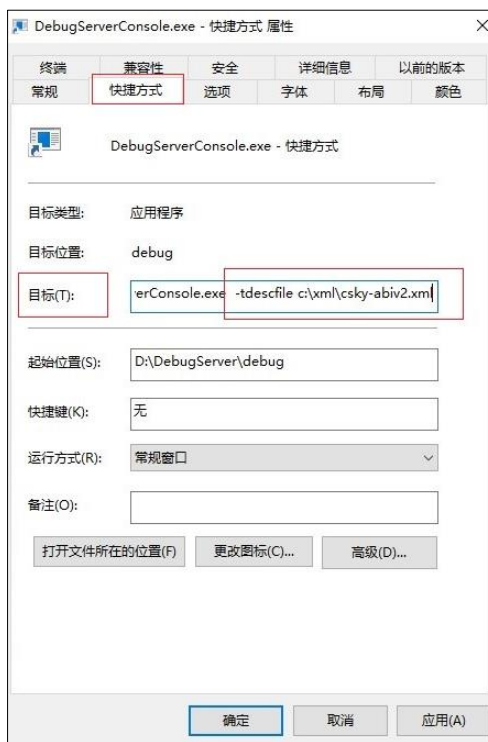 DebugServerConsole.exe - 快捷方式 属性
终端 兼容性 安全 详细信息 以前的版本
常规 快捷方式 选项 字体 布局 颜色
DebugServerConsole.exe - 快捷方式
目标类型: 应用程序
目标位置: debug
目标(T): erConsole.exe -tdescfile c:\xml\csky-abiv2.xml
起始位置(S): D:\DebugServer\debug
快捷键(K): 无
运行方式(R): 常规窗口
备注(O):
打开文件所在的位置(F) 更改图标(C)... 高级(D)...
确定 取消 应用(A)